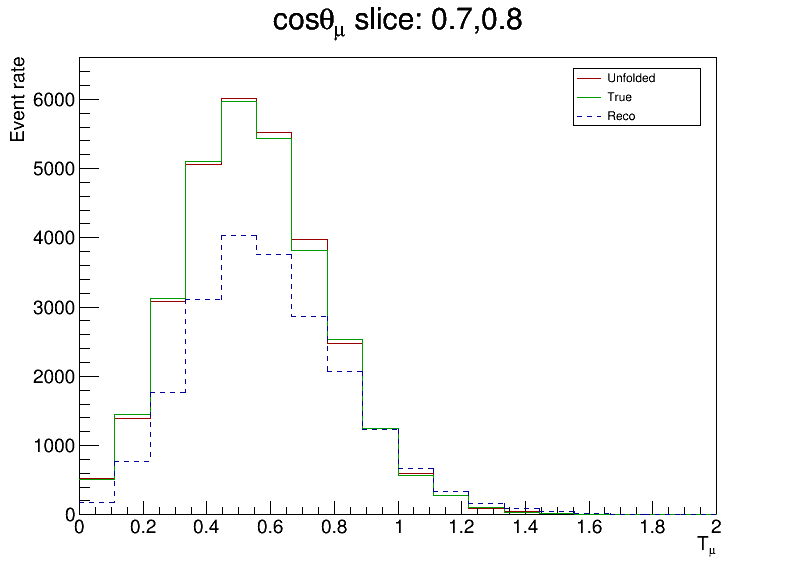 cosθμ slice: 0.7,0.8
Event rate
6000
5000
4000
3000
2000
1000
0
Unfolded
True
Reco
0 0.2 0.4 0.6 0.8 1 1.2 1.4 1.6 1.8 2
Tμ